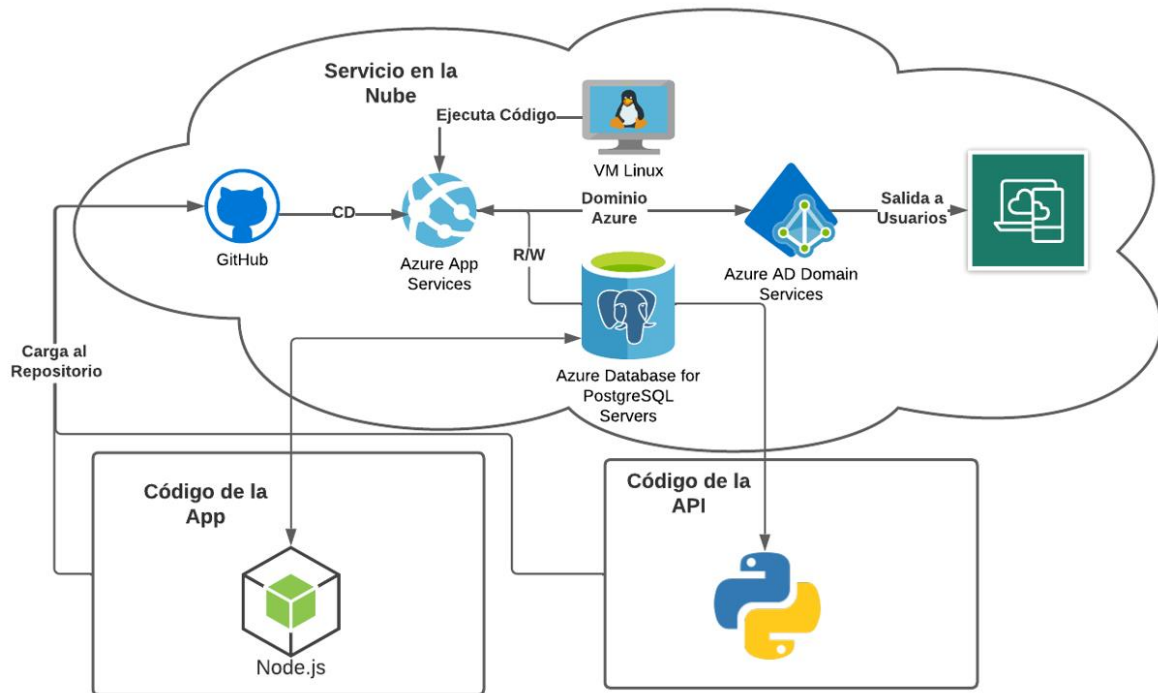 Servicio en la
Nube
Ejecuta Código
VM Linux
GitHub
CD
Azure App
Services
Dominio
Azure
R/W
Azure AD Domain
Services
Salida a
Usuarios
Azure Database for
PostgreSQL
Servers
Carga al
Repositorio
Código de la
App
Node.js
Código de la
API